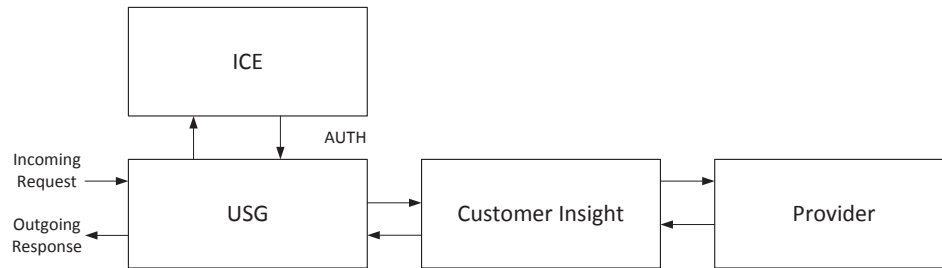 ICE
AUTH
Incoming
Request
USG
Customer Insight
Provider
Outgoing
Response